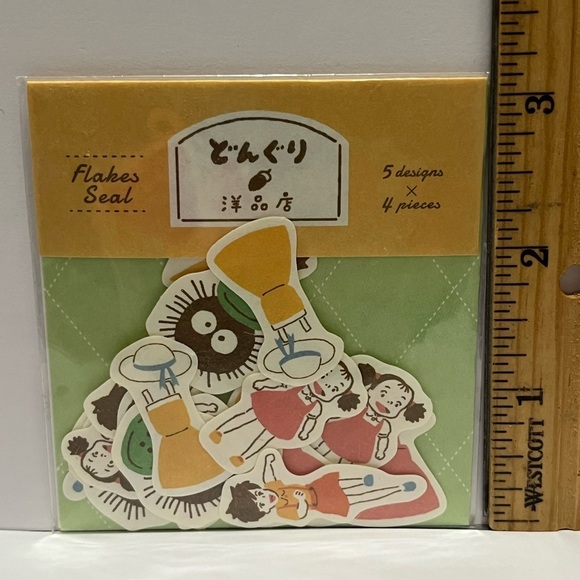 どんぐり
洋品店
Flakes
Seal
5 designs
×
4 pieces
3
2
1
WESTCOTT